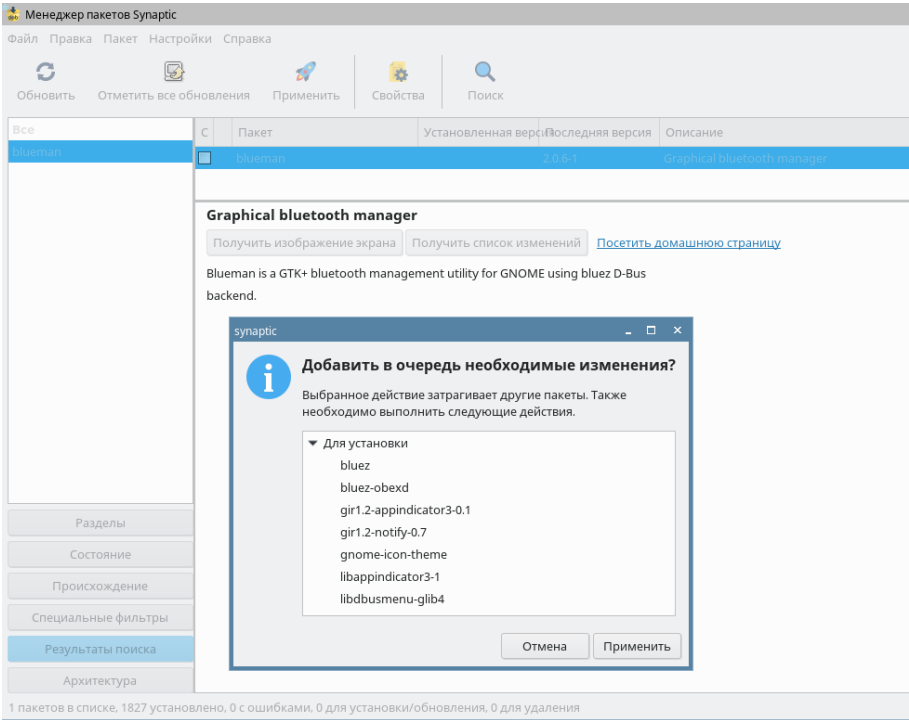 Менеджер пакетов Synaptic
Файл Правка Пакет Настройки Справка
Обновить Отметить все обновления Применить Свойства Поиск
Все
blueman
С Пакет Установленная верси Последняя версия Описание
blueman 2.0.6-1 Graphical bluetooth manager
Graphical bluetooth manager
Получить изображение экрана Получить список изменений Посетить домашнюю страницу
Blueman is a GTK+ bluetooth management utility for GNOME using bluez D-Bus
backend.
synaptic
Добавить в очередь необходимые изменения?
Выбранное действие затрагивает другие пакеты. Также
необходимо выполнить следующие действия.
Для установки
bluez
bluez-obexd
gir1.2-appindicator3-0.1
gir1.2-notify-0.7
gnome-icon-theme
libappindicator3-1
libdbusmenu-glib4
Отмена Применить
Разделы
Состояние
Происхождение
Специальные фильтры
Результаты поиска
Архитектура
1 пакетов в списке, 1827 установлено, 0 с ошибками, 0 для установки/обновления, 0 для удаления